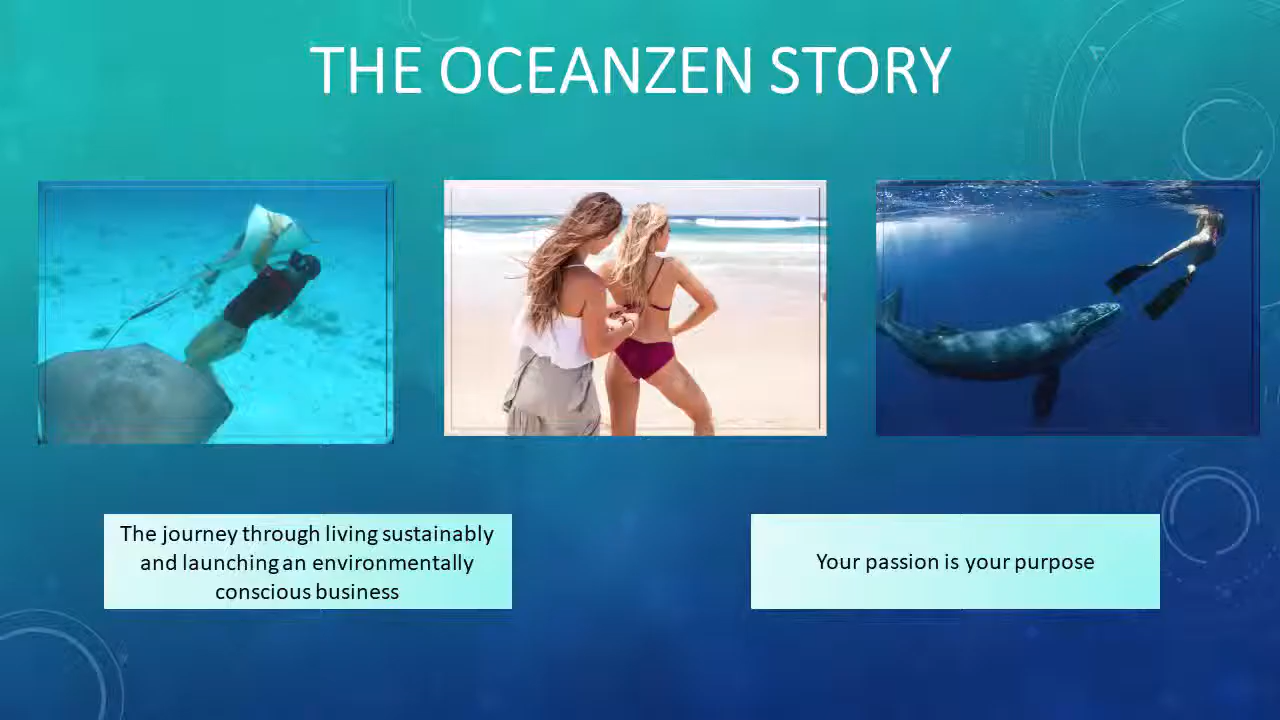 THE OCEANZEN STORY
The journey through living sustainably
and launching an environmentally
conscious business
Your passion is your purpose